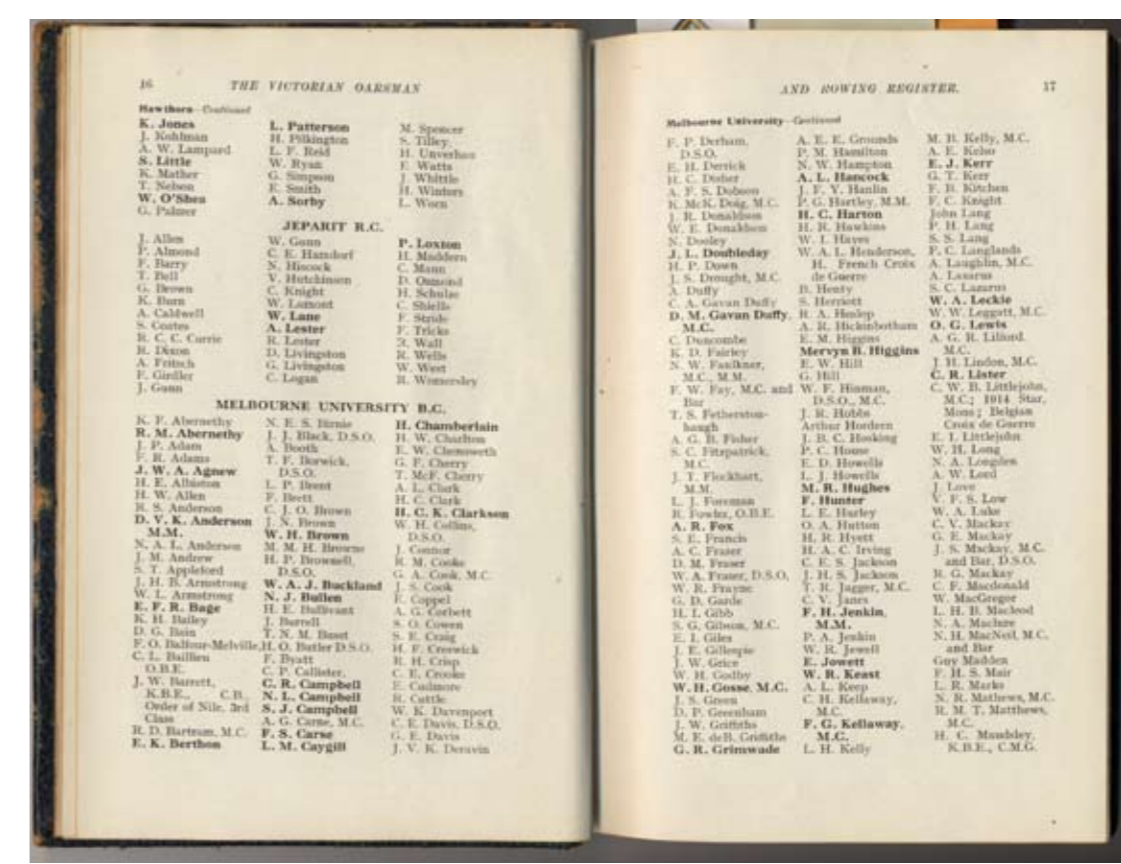 16 THE VICTORIAN OARSMAN
Hawthorn—Continued
K. Jones
J. Kohlman
A. W. Lampard
S. Little
K. Mather
T. Nelson
W. O'Shea
G. Palmer
L. Patterson
H. Pilkington
L. F. Reid
W. Ryan
G. Simpson
E. Smith
A. Sorby
M. Spencer
S. Tilley,
H. Unverhau
E. Watts
J. Whittle
H. Winters
L. Worn
JEPARIT R.C.
J. Allen
P. Almond
F. Barry
T. Bell
G. Brown
K. Burn
A. Caldwell
S. Coates
R. C. C. Currie
R. Dixon
A. Fritsch
F. Girdler
J. Gunn
W. Gunn
C. E. Harsdorf
N. Hiscock
V. Hutchinson
C. Knight
W. Lamont
W. Lane
A. Lester
R. Lester
D. Livingston
G. Livingston
C. Logan
P. Loxton
H. Maddern
C. Mann
D. Osmond
H. Schulze
C. Shiells
F. Stride
F. Tricks
R. Wall
R. Wells
W. West
R. Womersley
MELBOURNE UNIVERSITY B.C.
K. F. Abernethy
R. M. Abernethy
J. P. Adam
F. R. Adams
J. W. A. Agnew
H. E. Albiston
H. W. Allen
R. S. Anderson
D. V. K. Anderson
M.M.
N. A. L. Anderson
J. M. Andrew
S. T. Appleford
J. H. B. Armstrong
W. L. Armstrong
E. F. R. Bage
K. H. Bailey
D. G. Bain
F. O. Balfour-Melville,
C. L. Baillieu
O.B.E.
J. W. Barrett,
K.B.E., C.B.,
Order of Nile, 3rd
Class
R. D. Bartram, M.C.
E. K. Berthon
N. E. S. Birnie
J. J. Black, D.S.O.
A. Booth
T. F. Borwick,
D.S.O.
L. P. Brent
F. Brett
C. J. O. Brown
J. N. Brown
W. H. Brown
M. M. H. Browne
H. P. Brownell,
D.S.O.
W. A. J. Buckland
N. J. Bullen
H. E. Bullivant
J. Burrell
T. N. M. Buset
H. O. Butler D.S.O.
F. Byatt
C. P. Callister,
C. R. Campbell
N. L. Campbell
S. J. Campbell
A. G. Carne, M.C.
F. S. Carse
L. M. Caygill
H. Chamberlain
H. W. Charlton
E. W. Chenoweth
G. F. Cherry
T. McF. Cherry
A. L. Clark
H. C. Clark
H. C. K. Clarkson
W. H. Collins,
D.S.O.
J. Connor
R. M. Cooke
G. A. Cook, M.C.
J. S. Cook
E. Coppel
A. G. Corbett
S. O. Cowen
S. E. Craig
H. F. Creswick
R. H. Crisp
C. E. Crooke
E. Cudmore
R. Cuttle
W. K. Davenport
C. E. Davis, D.S.O.
G. E. Davis
J. V. K. Deravin
AND ROWING REGISTER. 17
Melbourne University—Continued
F. P. Derham,
D.S.O.
E. H. Derrick
H. C. Disher
A. F. S. Dobson
K. McK. Doig, M.C.
J. R. Donaldson
W. E. Donaldson
N. Dooley
J. L. Doubleday
H. P. Down
J. S. Drought, M.C.
A. Duffy
C. A. Gavan Duffy
D. M. Gavan Duffy,
M.C.
C. Duncombe
K. D. Fairley
N. W. Faulkner,
M.C., M.M.
F. W. Fay, M.C. and
Bar
T. S. Fetherston-
haugh
A. G. B. Fisher
S. C. Fitzpatrick,
M.C.
J. T. Flockhart,
M.M.
L. J. Foreman
R. Fowler, O.B.E.
A. R. Fox
S. E. Francis
A. C. Fraser
D. M. Fraser
W. A. Fraser, D.S.O,
W. R. Frayne
G. D. Garde
H. I. Gibb
S. G. Gibson, M.C.
E. I. Giles
J. E. Gillespie
J. W. Grice
W. H. Godby
W. H. Gosse, M.C.
J. S. Green
D. P. Greenham
J. W. Griffiths
M. E. deB. Griffiths
G. R. Grimwade
A. E. E. Grounds
P. M. Hamilton
N. W. Hampton
A. L. Hancock
J. F. Y. Hanlin
P. G. Hartley, M.M.
H. C. Harton
H. R. Hawkins
W. I. Hayes
W. A. L. Henderson,
H. French Croix
de Guerre
B. Henty
S. Herriott
R. A. Heslop
A. R. Hickinbotham
E. M. Higgins
Mervyn B. Higgins
E. W. Hill
G. Hill
W. F. Hinman,
D.S.O., M.C.
J. R. Hobbs
Arthur Hordern
J. B. C. Hosking
P. C. House
E. D. Howells
L. J. Howells
M. R. Hughes
F. Hunter
L. E. Hurley
O. A. Hutton
H. R. Hyett
H. A. C. Irving
C. E. S. Jackson
J. H. S. Jackson
T. R. Jagger, M.C.
C. V. Janes
F. H. Jenkin,
M.M.
P. A. Jenkin
W. R. Jewell
E. Jowett
W. R. Keast
A. L. Keep
C. H. Kellaway,
M.C.
F. G. Kellaway,
M.C.
L. H. Kelly
M. B. Kelly, M.C.
A. E. Kelso
E. J. Kerr
G. T. Kerr
F. B. Kitchen
F. C. Knight
John Lang
P. H. Lang
S. S. Lang
F. C. Langlands
A. Laughlin, M.C.
A. Lazarus
S. C. Lazarus
W. A. Leckie
W. W. Leggatt, M.C.
O. G. Lewis
A. G. R. Liliord.
M.C.
J. H. Lindon, M.C.
C. R. Lister
C. W. B. Littlejohn,
M.C.; 1914 Star,
Mons; Belgian
Croix de Guerre
E. I. Littlejohn
W. H. Long
N. A. Longden
A. W. Lord
J. Love
V. F. S. Low
W. A. Luke
C. V. Mackay
G. E. Mackay
J. S. Mackay, M.C.
and Bar, D.S.O.
R. G. Mackay
C. F. Macdonald
W. MacGregor
L. H. B. Macleod
N. A. Maclure
N. H. MacNeil, M.C.
and Bar
Guy Madden
F. H. S. Mair
L. R. Marks
N. R. Mathews, M.C.
R. M. T. Matthews,
M.C.
H. C. Maudsley,
K.B.E., C.M.G.